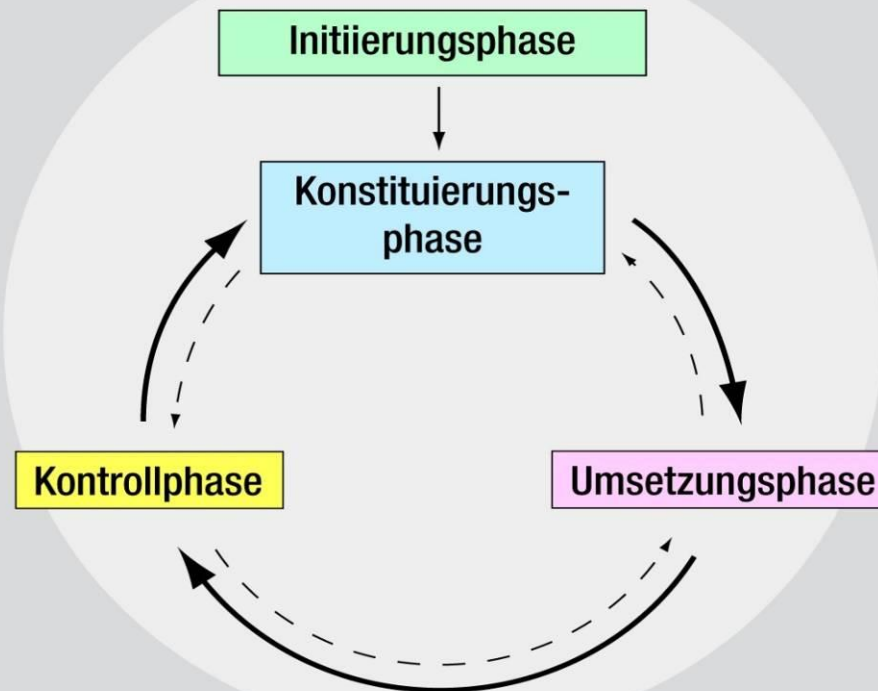 Initiierungsphase
Konstituierungs-
phase
Kontrollphase
Umsetzungsphase